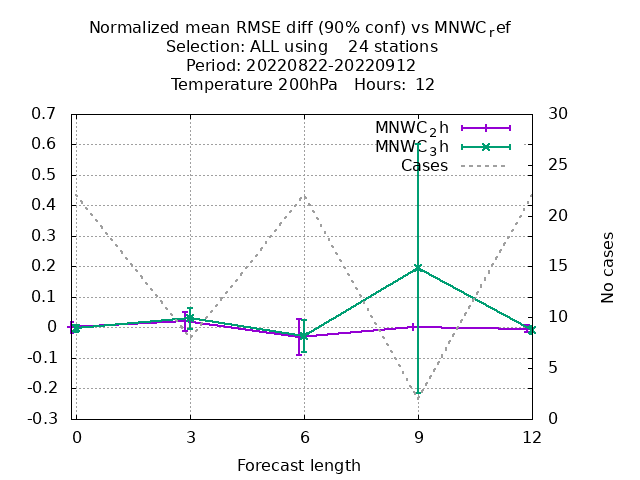 Normalized mean RMSE diff (90% conf) vs MNWC_ref
Selection: ALL using    24 stations
Period: 20220822-20220912
Temperature 200hPa   Hours: 12
0.7
0.6
0.5
0.4
0.3
0.2
0.1
0
-0.1
-0.2
-0.3
30
25
20
15
10
5
0
MNWC_2h
MNWC_3h
Cases
No cases
0 3 6 9 12
Forecast length